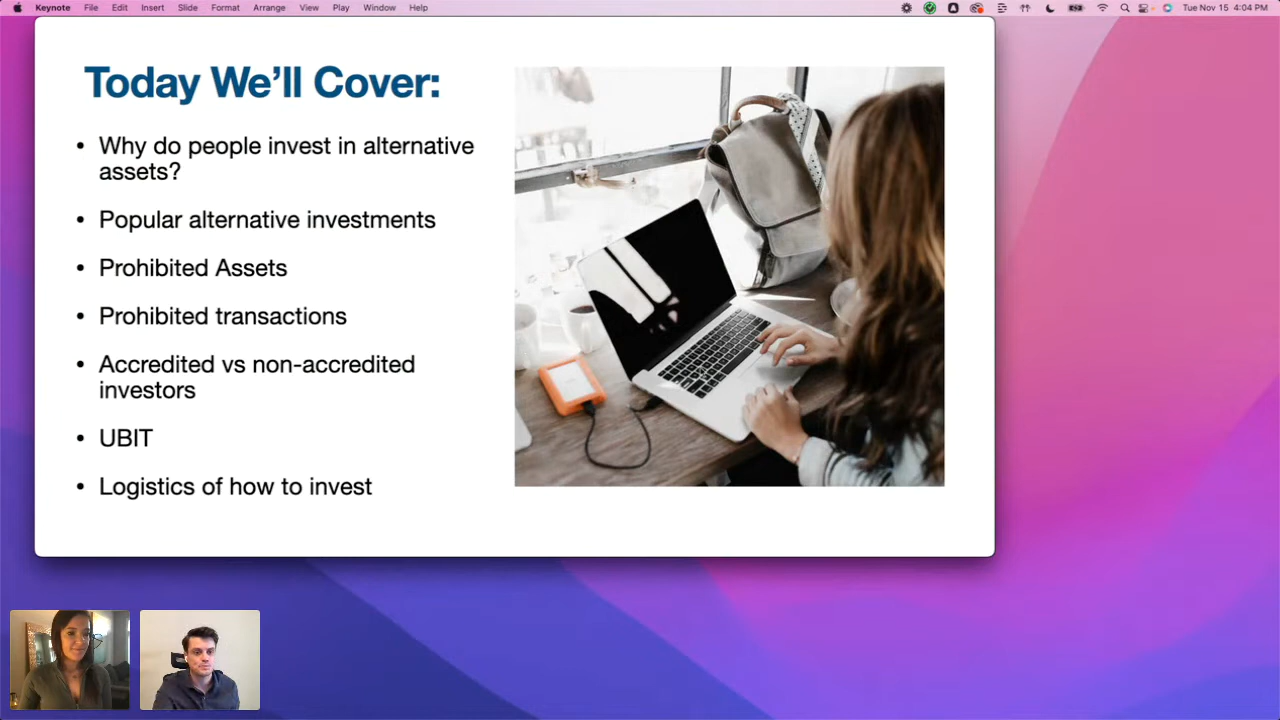 Keynote File Edit Insert Slide Format Arrange View Play Window Help Tue Nov 15 4:04 PM
Today We'll Cover:
• Why do people invest in alternative
assets?
• Popular alternative investments
• Prohibited Assets
• Prohibited transactions
• Accredited vs non-accredited
investors
• UBIT
• Logistics of how to invest